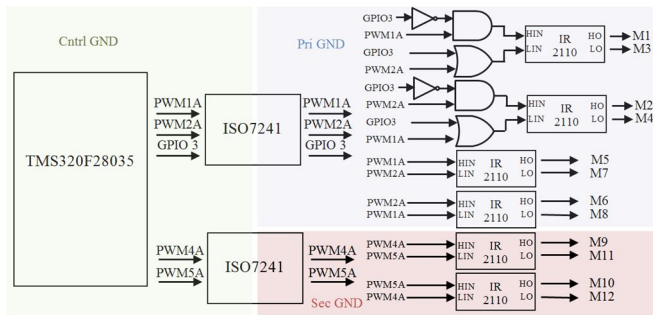 Cntrl GND
Pri GND
TMS320F28035
PWM1A
PWM2A
GPIO 3
ISO7241
PWM1A
PWM2A
GPIO 3
GPIO3
PWM1A
GPIO3
PWM2A
HIN IR HO
LIN 2110 LO
M1
M3
GPIO3
PWM2A
GPIO3
PWM1A
HIN IR HO
LIN 2110 LO
M2
M4
PWM1A
PWM2A
HIN IR HO
LIN 2110 LO
M5
M7
PWM2A
PWM1A
HIN IR HO
LIN 2110 LO
M6
M8
PWM4A
PWM5A
ISO7241
PWM4A
PWM5A
Sec GND
PWM4A
PWM5A
HIN IR HO
LIN 2110 LO
M9
M11
PWM5A
PWM4A
HIN IR HO
LIN 2110 LO
M10
M12